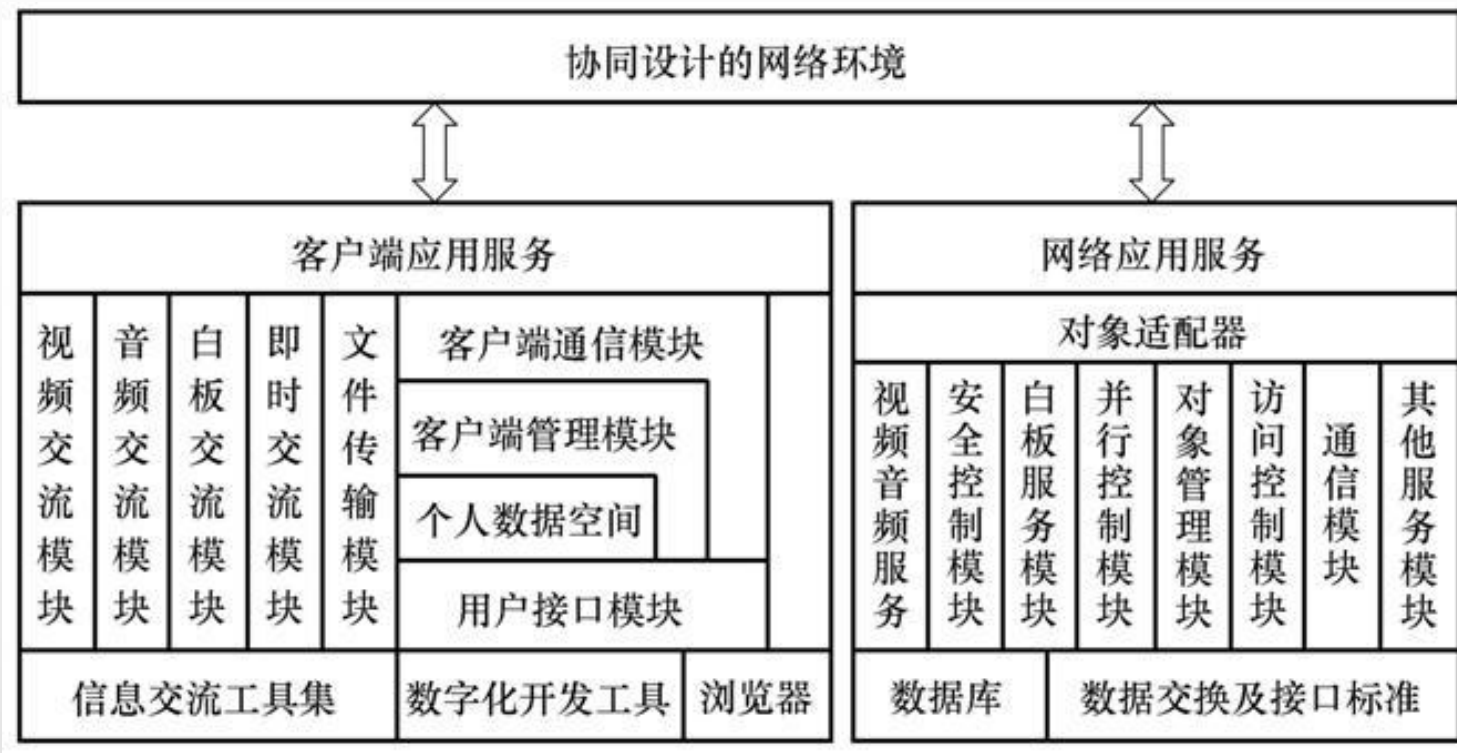 协同设计的网络环境
客户端应用服务
视频交流模块
音频交流模块
白板交流模块
即时交流模块
文件传输模块
客户端通信模块
客户端管理模块
个人数据空间
用户接口模块
信息交流工具集
数字化开发工具
浏览器
网络应用服务
对象适配器
视频音频服务
安全控制模块
白板服务模块
并行控制模块
对象管理模块
访问控制模块
通信模块
其他服务模块
数据库
数据交换及接口标准